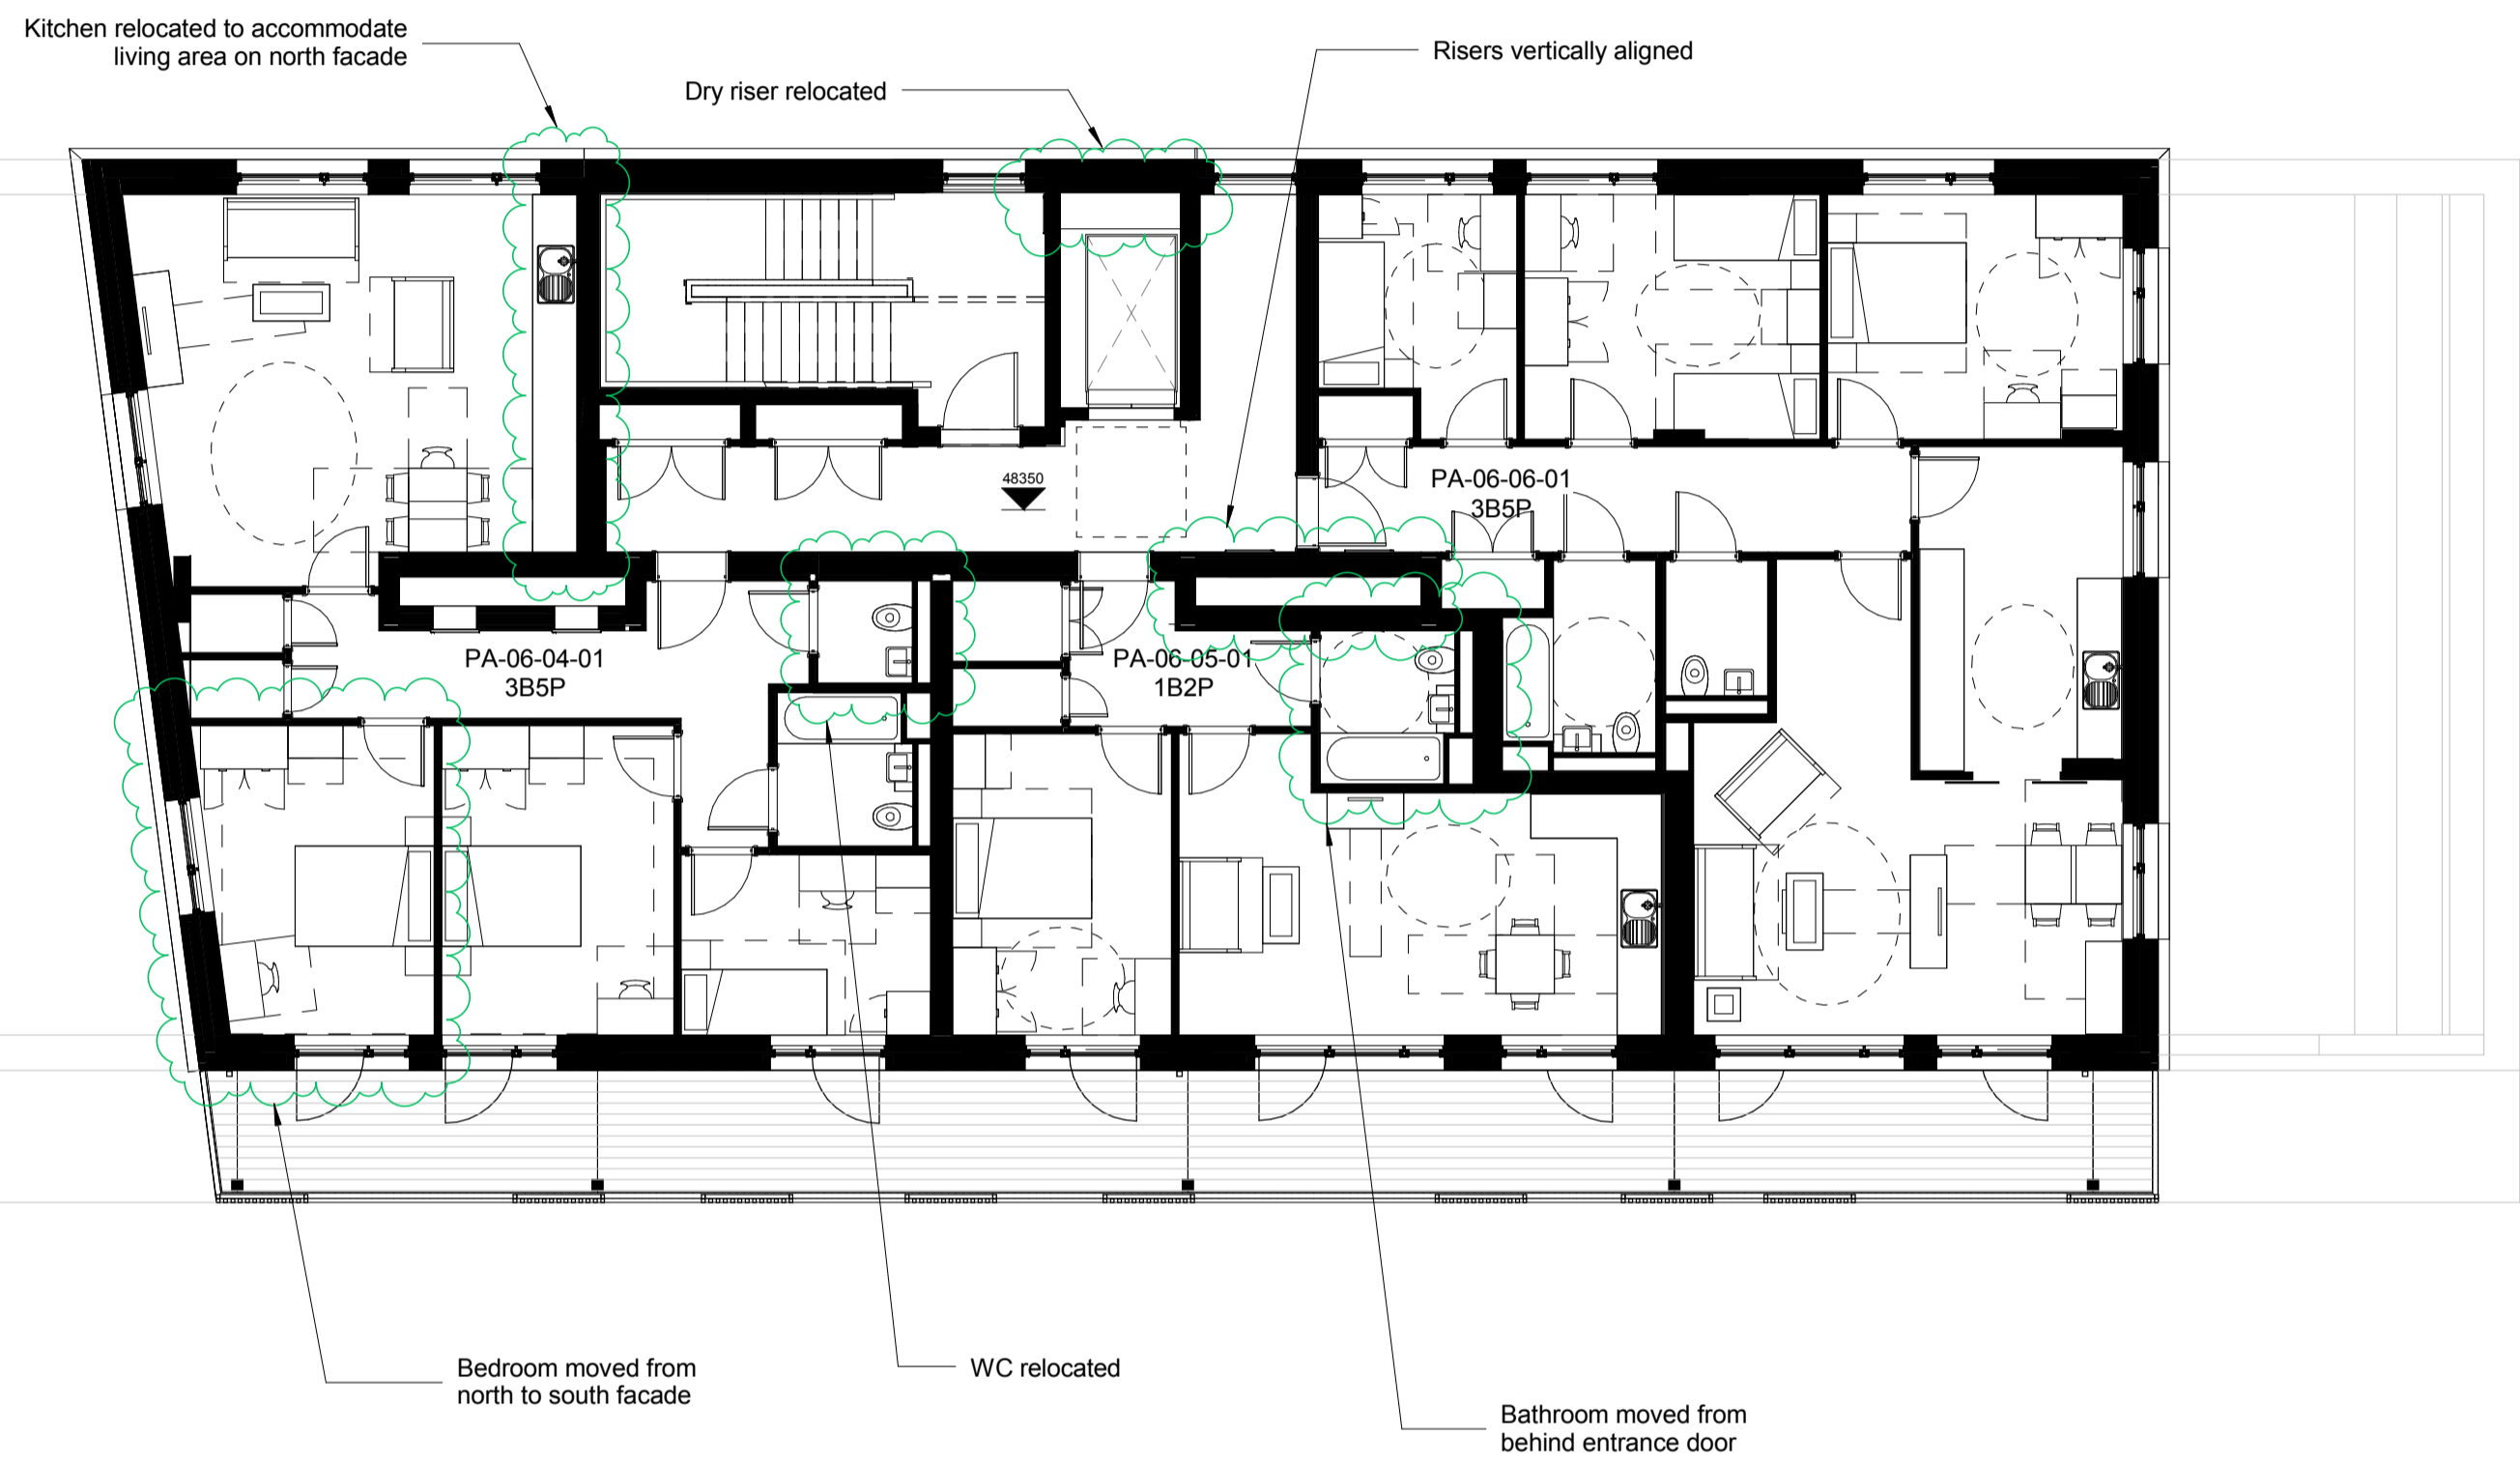 Kitchen relocated to accommodate
living area on north facade
Dry riser relocated
Risers vertically aligned
48350
PA-06-06-01
3B5P
PA-06-04-01
3B5P
PA-06-05-01
1B2P
Bedroom moved from
north to south facade
WC relocated
Bathroom moved from
behind entrance door